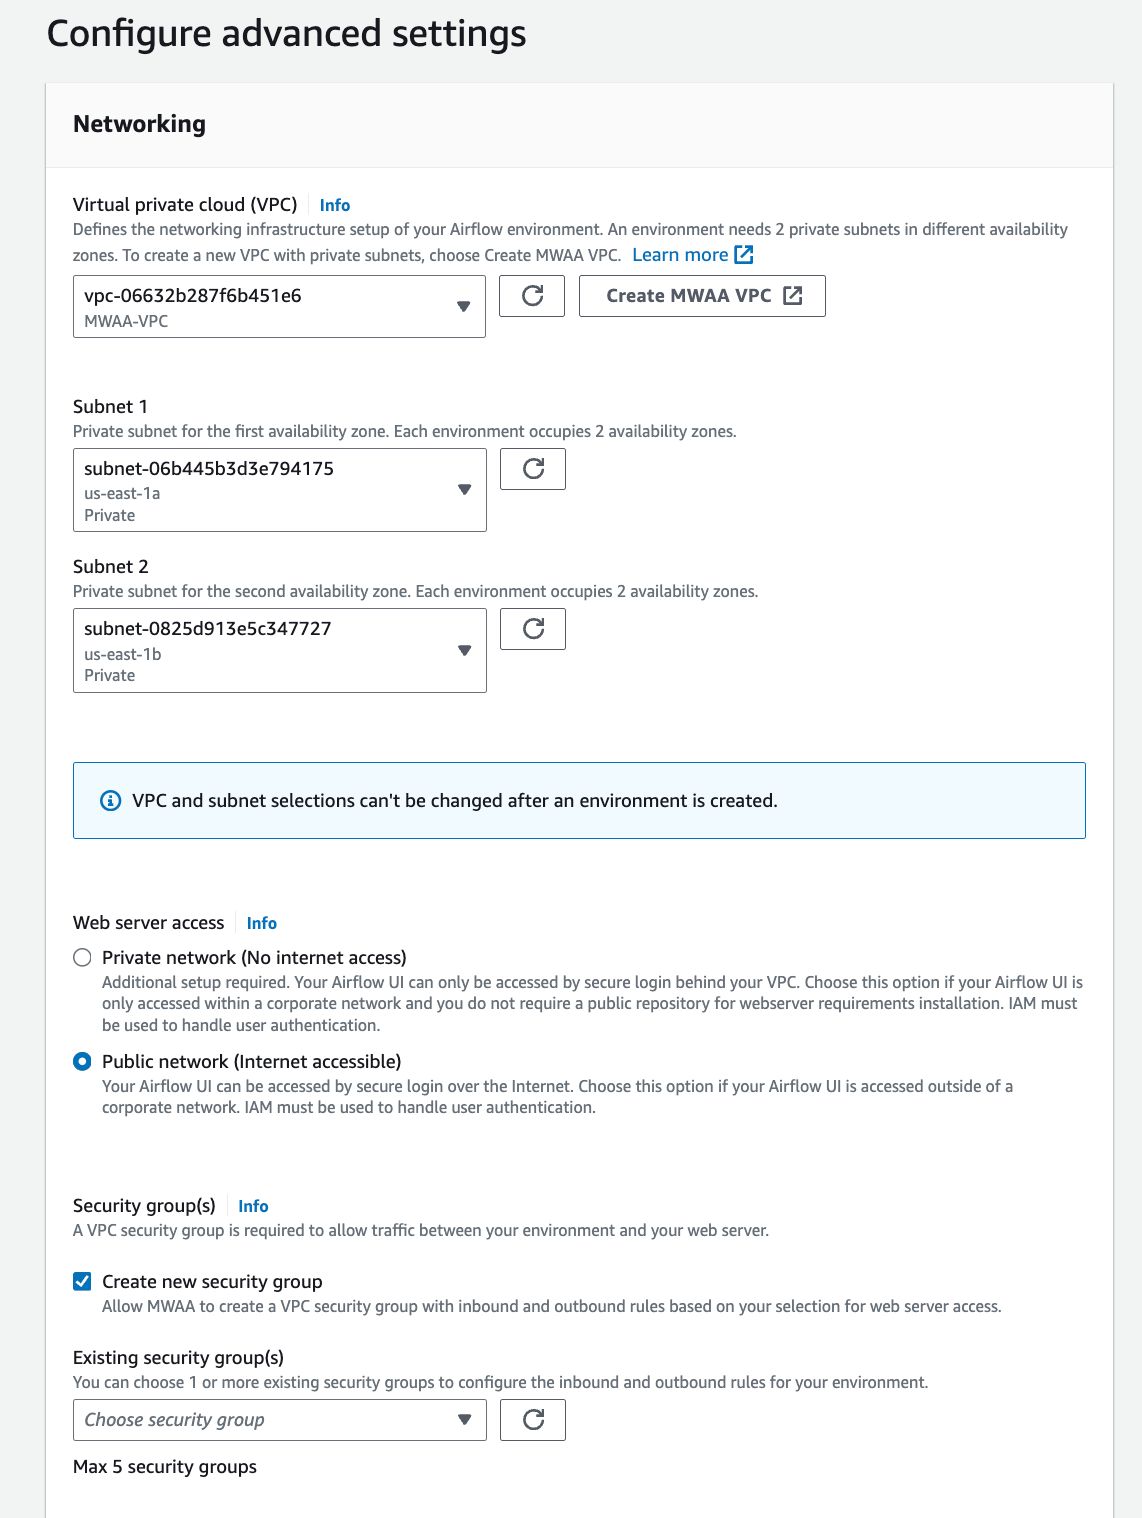 Configure advanced settings
Networking
Virtual private cloud (VPC) Info
Defines the networking infrastructure setup of your Airflow environment. An environment needs 2 private subnets in different availability
zones. To create a new VPC with private subnets, choose Create MWAA VPC. Learn more
vpc-06632b287f6b451e6
MWAA-VPC
Create MWAA VPC
Subnet 1
Private subnet for the first availability zone. Each environment occupies 2 availability zones.
subnet-06b445b3d3e794175
us-east-1a
Private
Subnet 2
Private subnet for the second availability zone. Each environment occupies 2 availability zones.
subnet-0825d913e5c347727
us-east-1b
Private
VPC and subnet selections can't be changed after an environment is created.
Web server access Info
Private network (No internet access)
Additional setup required. Your Airflow UI can only be accessed by secure login behind your VPC. Choose this option if your Airflow UI is
only accessed within a corporate network and you do not require a public repository for webserver requirements installation. IAM must
be used to handle user authentication.
Public network (Internet accessible)
Your Airflow UI can be accessed by secure login over the Internet. Choose this option if your Airflow UI is accessed outside of a
corporate network. IAM must be used to handle user authentication.
Security group(s) Info
A VPC security group is required to allow traffic between your environment and your web server.
Create new security group
Allow MWAA to create a VPC security group with inbound and outbound rules based on your selection for web server access.
Existing security group(s)
You can choose 1 or more existing security groups to configure the inbound and outbound rules for your environment.
Choose security group
Max 5 security groups